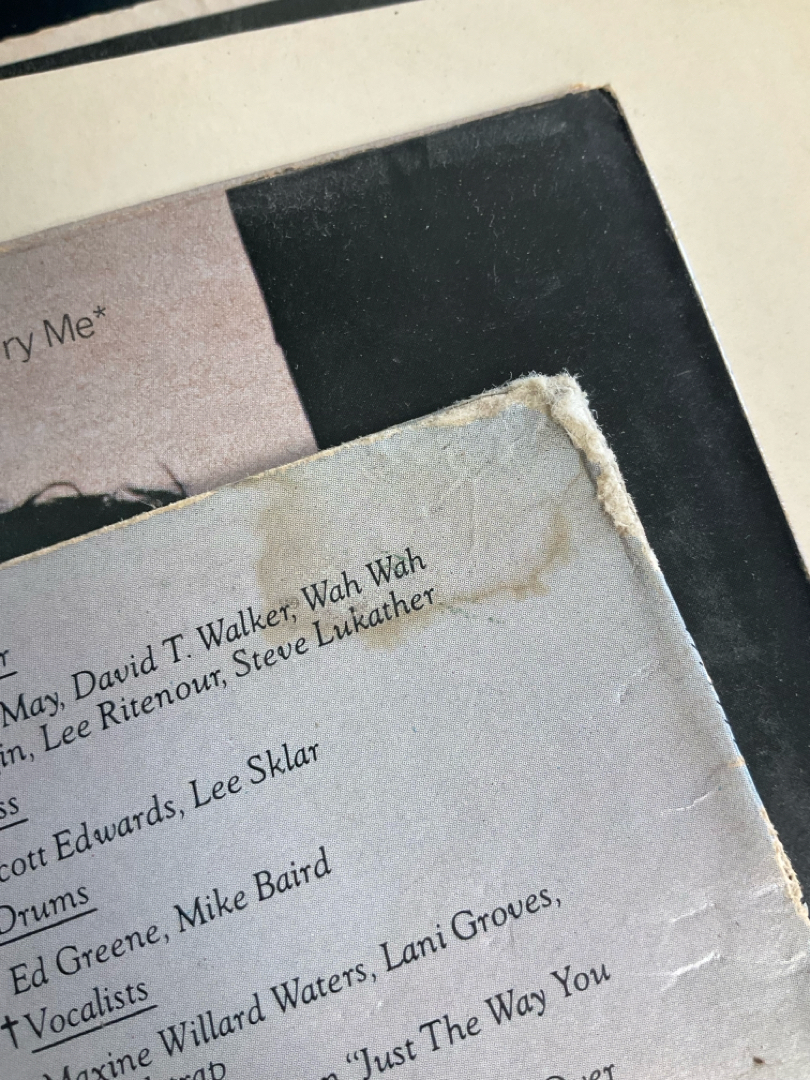 ry Me*
r
May, David T. Walker, Wah Wah
in, Lee Ritenour, Steve Lukather
ss
cott Edwards, Lee Sklar
Drums
Ed Greene, Mike Baird
†Vocalists
Maxine Willard Waters, Lani Groves,
"Just The Way You